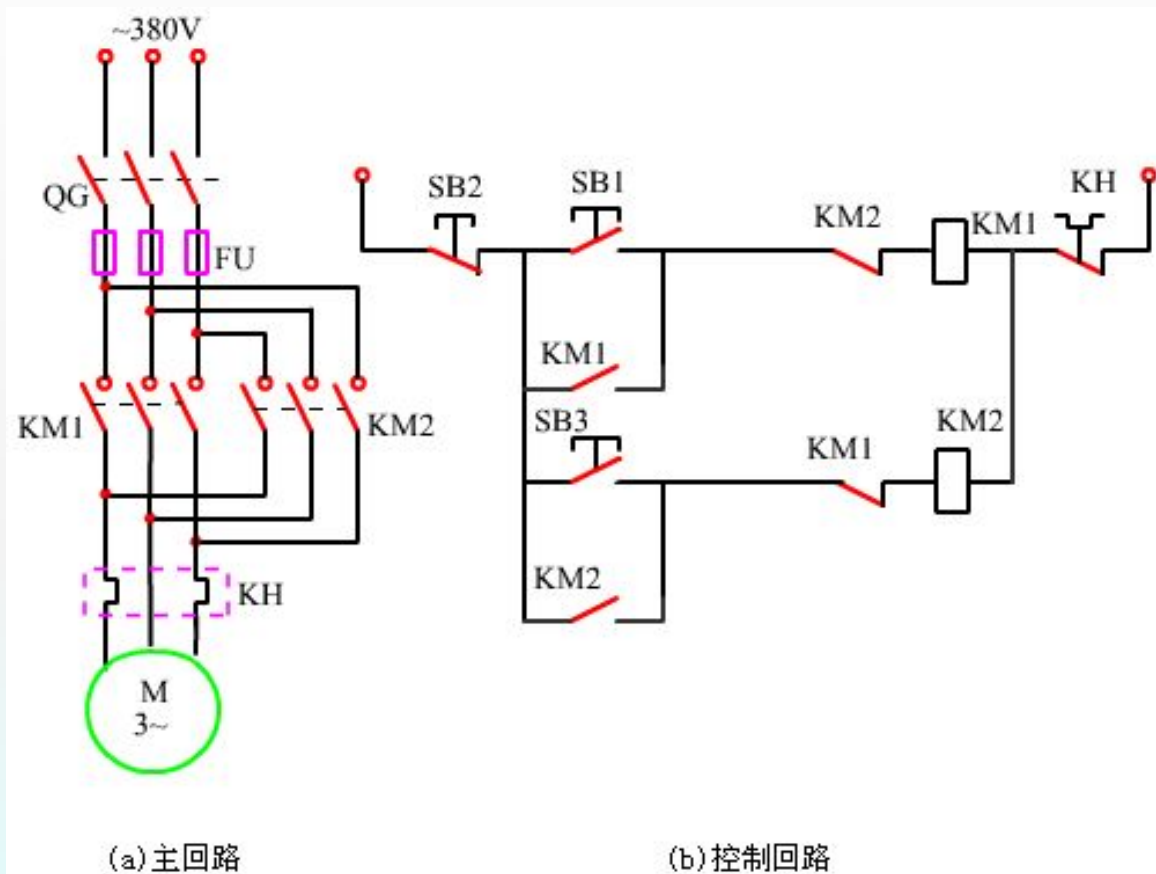 ~380V
QG
FU
KM1
KM2
KH
M
3~
(a)主回路
SB2
SB1
KM2
KM1
KH
KM1
SB3
KM1
KM2
KM2
(b)控制回路